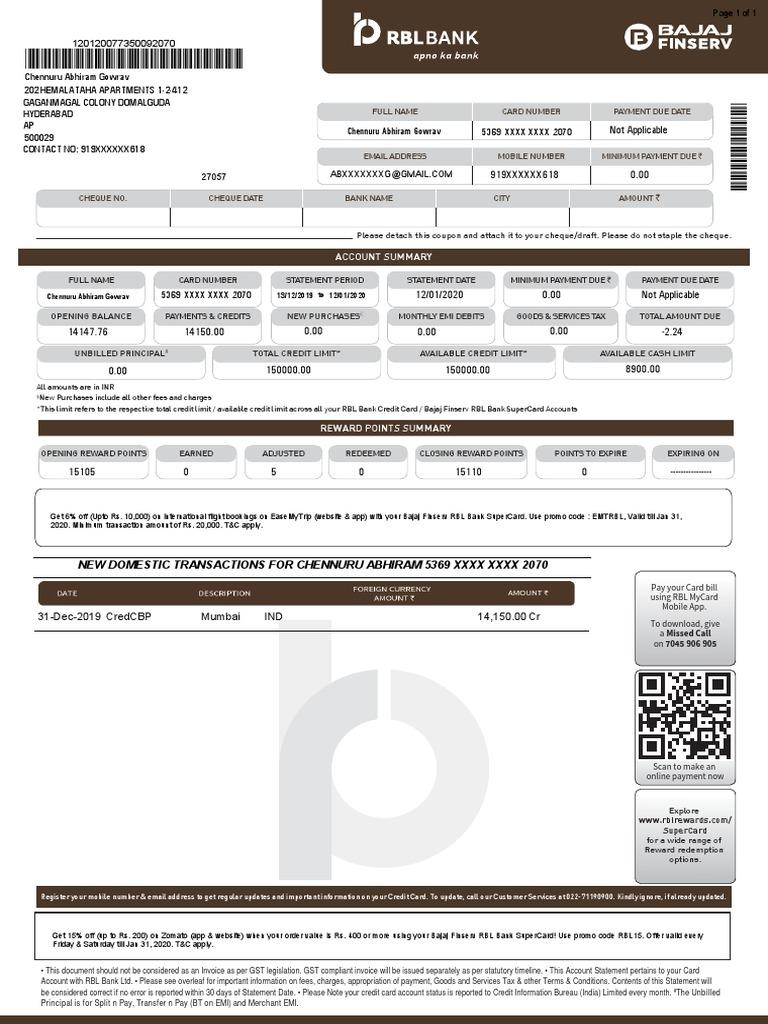 Page 1 of 1
RBLBANK
apno ka bank
BAJAJ
FINSERV
120120077350092070
Chennuru Abhiram Gowrav
202HEMALATAHA APARTMENTS 1-2-412
GAGANMAGAL COLONY DOMALGUDA
HYDERABAD
AP
500029
CONTACT NO: 919XXXXXX618
27057
FULL NAME CARD NUMBER PAYMENT DUE DATE
Chennuru Abhiram Gowrav 5369 XXXX XXXX 2070 Not Applicable
EMAIL ADDRESS MOBILE NUMBER MINIMUM PAYMENT DUE ₹
ABXXXXXXXG@GMAIL.COM 919XXXXXX618 0.00
CHEQUE NO. CHEQUE DATE BANK NAME CITY AMOUNT ₹
Please detach this coupon and attach it to your cheque/draft. Please do not staple the cheque.
ACCOUNT SUMMARY
FULL NAME CARD NUMBER STATEMENT PERIOD STATEMENT DATE MINIMUM PAYMENT DUE ₹ PAYMENT DUE DATE
Chennuru Abhiram Gowrav 5369 XXXX XXXX 2070 13/12/2019 to 12/01/2020 12/01/2020 0.00 Not Applicable
OPENING BALANCE PAYMENTS & CREDITS NEW PURCHASES MONTHLY EMI DEBITS GOODS & SERVICES TAX TOTAL AMOUNT DUE
14147.76 14150.00 0.00 0.00 0.00 -2.24
UNBILLED PRINCIPAL TOTAL CREDIT LIMIT* AVAILABLE CREDIT LIMIT* AVAILABLE CASH LIMIT
0.00 150000.00 150000.00 8900.00
All amounts are in INR
New Purchases include all other fees and charges
*This limit refers to the respective total credit limit / available credit limit across all your RBL Bank Credit Card / Bajaj Finserv RBL Bank SuperCard Accounts
REWARD POINTS SUMMARY
OPENING REWARD POINTS EARNED ADJUSTED REDEEMED CLOSING REWARD POINTS POINTS TO EXPIRE EXPIRING ON
15105 0 5 0 15110 0 ---------------
Get 6% off (Upto Rs. 10,000) on International flight bookings on EaseMyTrip (website & app) with your Bajaj Finserv RBL Bank SuperCard. Use promo code : EMTRBL, Valid till Jan 31,
2020. Minimum transaction amount of Rs. 20,000. T&C apply.
NEW DOMESTIC TRANSACTIONS FOR CHENNURU ABHIRAM 5369 XXXX XXXX 2070
DATE DESCRIPTION FOREIGN CURRENCY AMOUNT ₹ AMOUNT ₹
31-Dec-2019 CredCBP Mumbai IND 14,150.00 Cr
Pay your Card bill
using RBL MyCard
Mobile App.
To download, give
a Missed Call
on 7045 906 905
Scan to make an
online payment now
Explore
www.rblrewards.com/
SuperCard
for a wide range of
Reward redemption
options.
Register your mobile number & email address to get regular updates and important information on your Credit Card. To update, call our Customer Services at 022-71190900. Kindly ignore, if already updated.
Get 15% off (up to Rs. 200) on Zomato (app & website) when your order value is Rs. 400 or more using your Bajaj Finserv RBL Bank SuperCard! Use promo code RBL15. Offer valid every
Friday & Saturday till Jan 31, 2020. T&C apply.
• This document should not be considered as an Invoice as per GST legislation. GST compliant invoice will be issued separately as per statutory timeline. • This Account Statement pertains to your Card
Account with RBL Bank Ltd. • Please see overleaf for important information on fees, charges, appropriation of payment, Goods and Services Tax & other Terms & Conditions. Contents of this Statement will
be considered correct if no error is reported within 30 days of Statement Date. • Please Note your credit card account status is reported to Credit Information Bureau (India) Limited every month. #The Unbilled
Principal is for Split n Pay, Transfer n Pay (BT on EMI) and Merchant EMI.